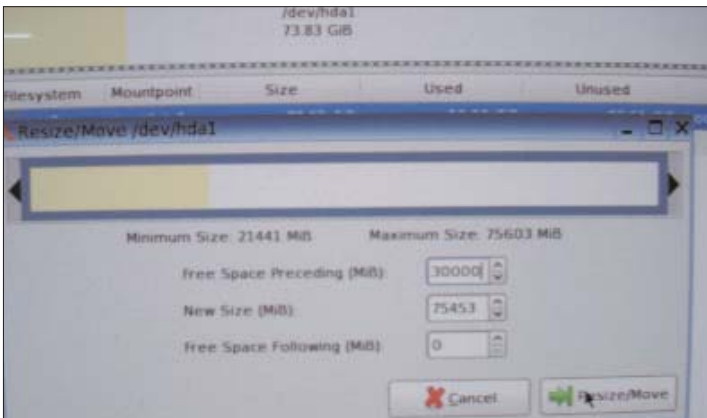 /dev/hda1
73.83 GiB
Filesystem Mountpoint Size Used Unused
Resize/Move /dev/hda1
Minimum Size: 21441 MiB Maximum Size: 75603 MiB
Free Space Preceding (MiB): 30000
New Size (MiB): 75453
Free Space Following (MiB): 0
Cancel Resize/Move